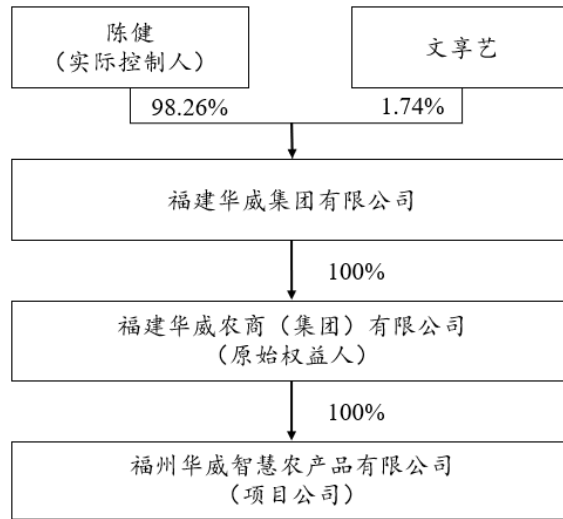 陈健
（实际控制人）
文享艺
98.26%
1.74%
福建华威集团有限公司
100%
福建华威农商（集团）有限公司
（原始权益人）
100%
福州华威智慧农产品有限公司
（项目公司）